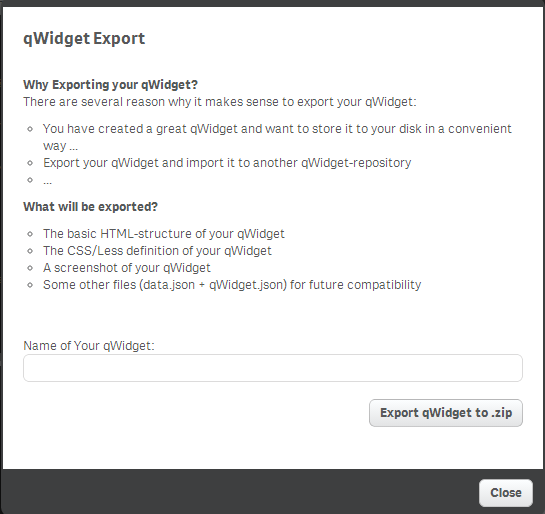 qWidget Export
Why Exporting your qWidget?
There are several reason why it makes sense to export your qWidget:
You have created a great qWidget and want to store it to your disk in a convenient
way ...
Export your qWidget and import it to another qWidget-repository
...
What will be exported?
The basic HTML-structure of your qWidget
The CSS/Less definition of your qWidget
A screenshot of your qWidget
Some other files (data.json + qWidget.json) for future compatibility
Name of Your qWidget:
Export qWidget to .zip
Close